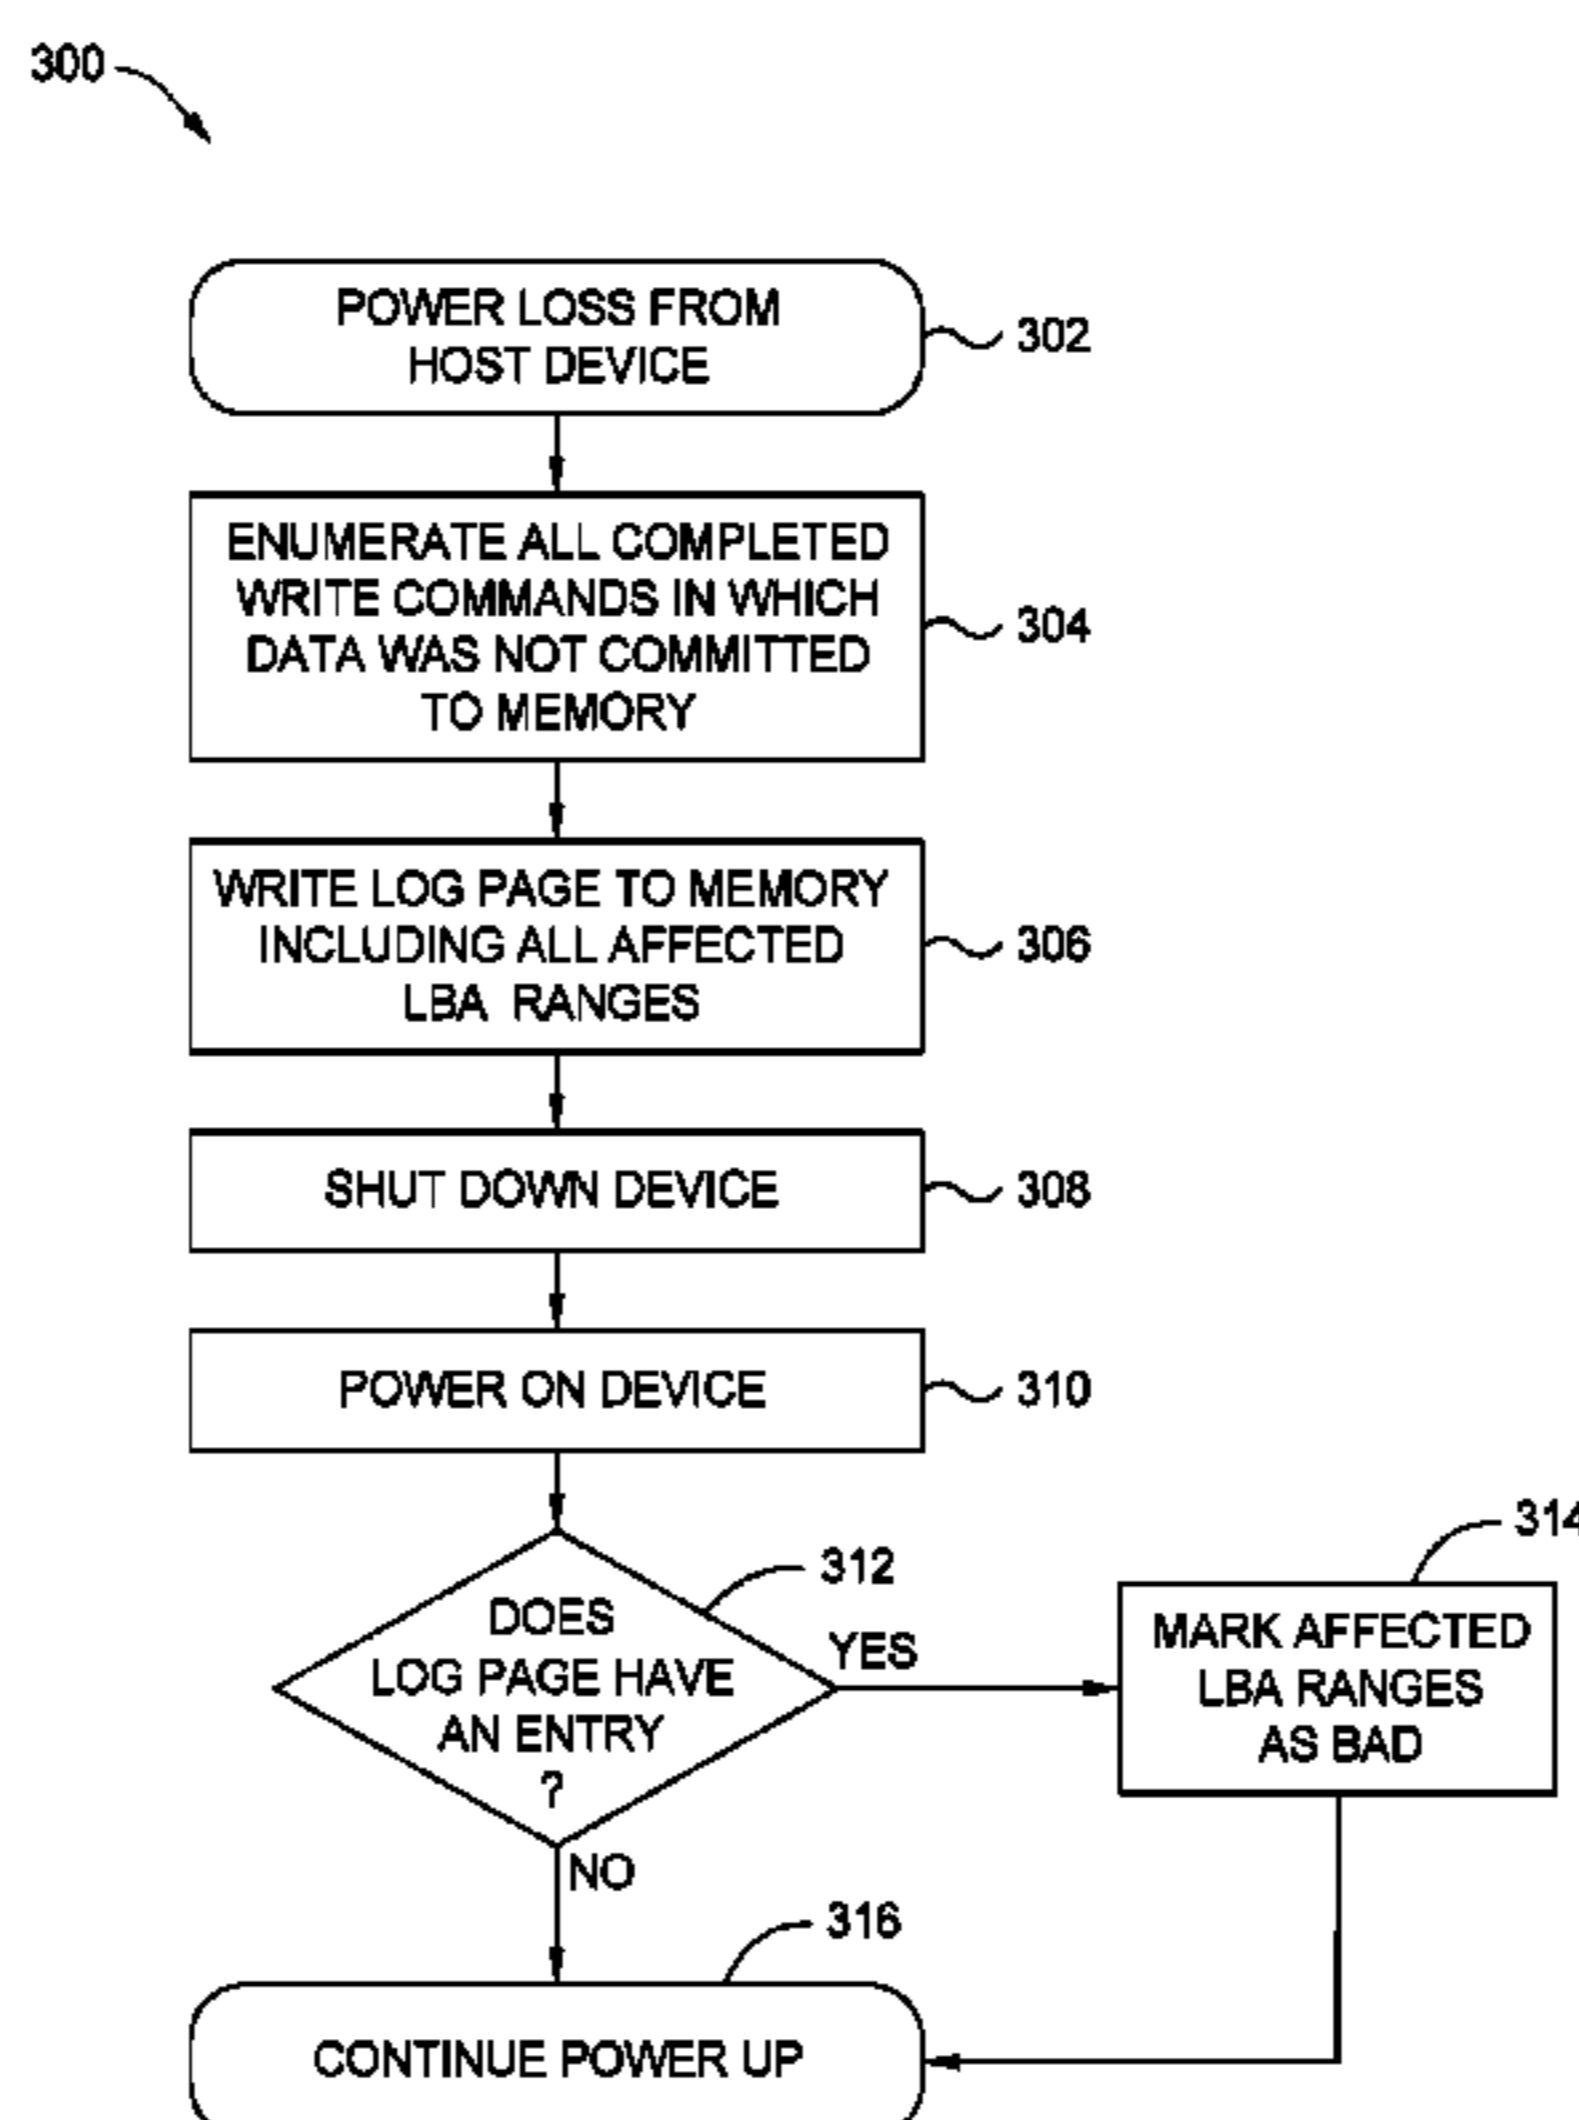 300
POWER LOSS FROM
HOST DEVICE
302
ENUMERATE ALL COMPLETED
WRITE COMMANDS IN WHICH
DATA WAS NOT COMMITTED
TO MEMORY
304
WRITE LOG PAGE TO MEMORY
INCLUDING ALL AFFECTED
LBA RANGES
306
SHUT DOWN DEVICE
308
POWER ON DEVICE
310
DOES
LOG PAGE HAVE
AN ENTRY
?
312
YES
314
MARK AFFECTED
LBA RANGES
AS BAD
NO
316
CONTINUE POWER UP